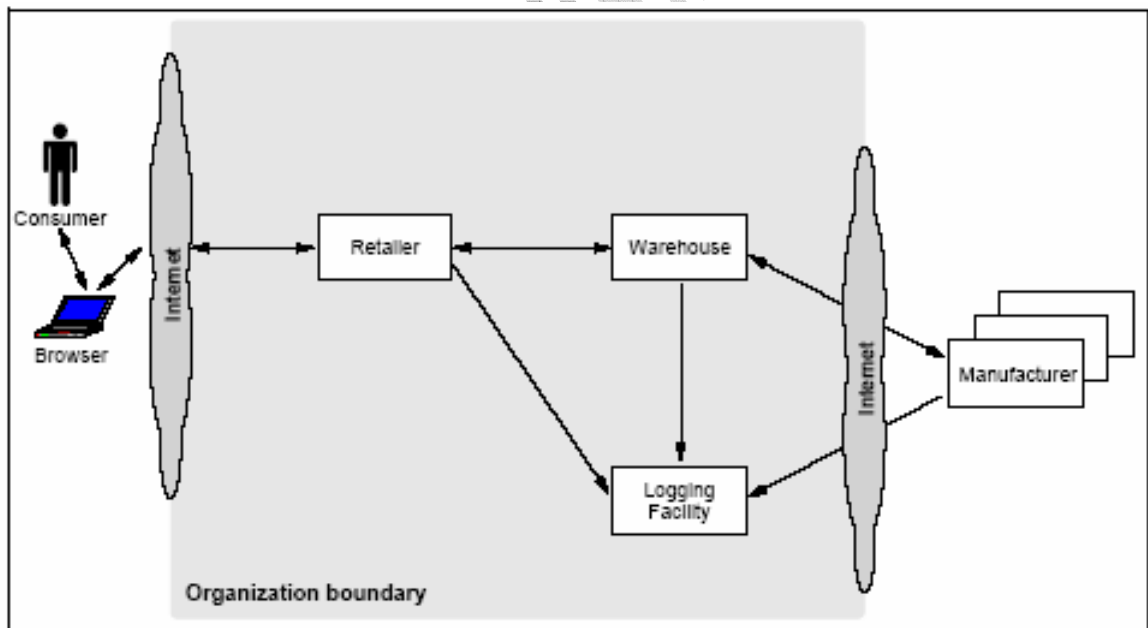 Consumer
Browser
Internet
Retailer
Warehouse
Internet
Manufacturer
Logging
Facility
Organization boundary